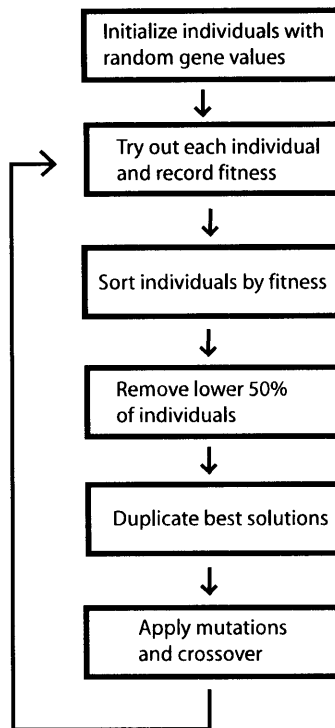 Initialize individuals with
random gene values
Try out each individual
and record fitness
Sort individuals by fitness
Remove lower 50%
of individuals
Duplicate best solutions
Apply mutations
and crossover